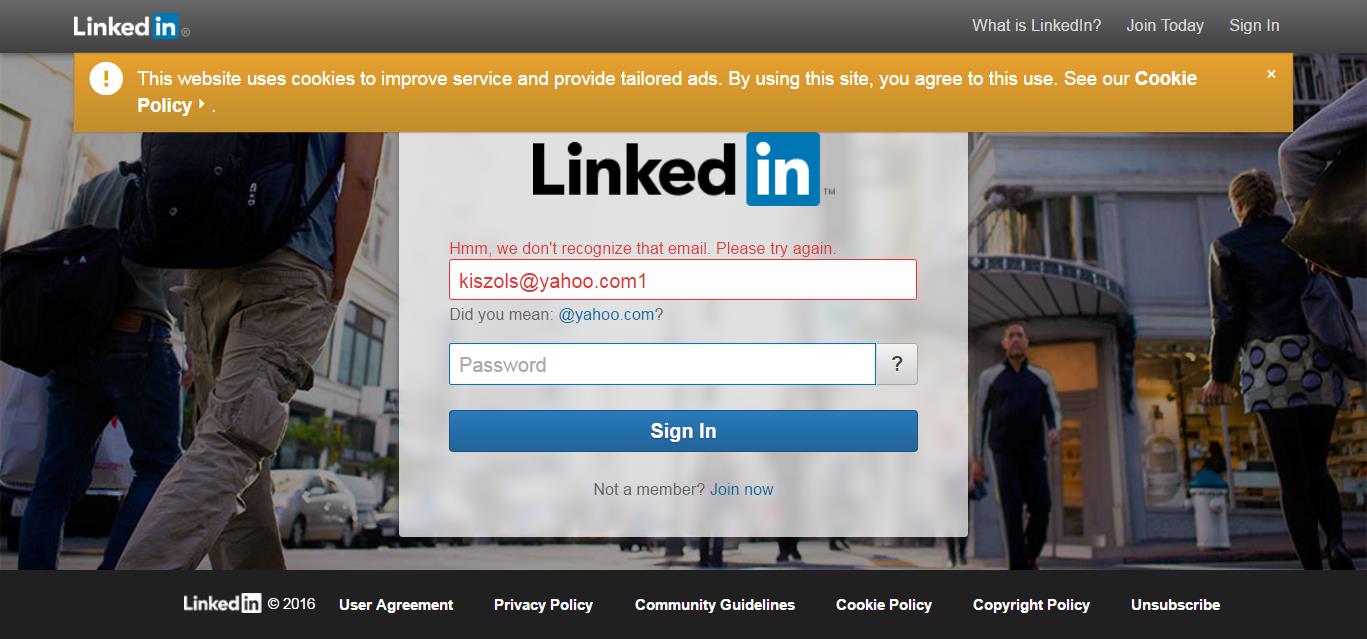 Linked in ®
What is LinkedIn? Join Today Sign In
This website uses cookies to improve service and provide tailored ads. By using this site, you agree to this use. See our Cookie
Policy .
×
Linked in ™
Hmm, we don't recognize that email. Please try again.
kiszols@yahoo.com1
Did you mean: @yahoo.com?
Password
?
Sign In
Not a member? Join now
Linked in © 2016 User Agreement Privacy Policy Community Guidelines Cookie Policy Copyright Policy Unsubscribe